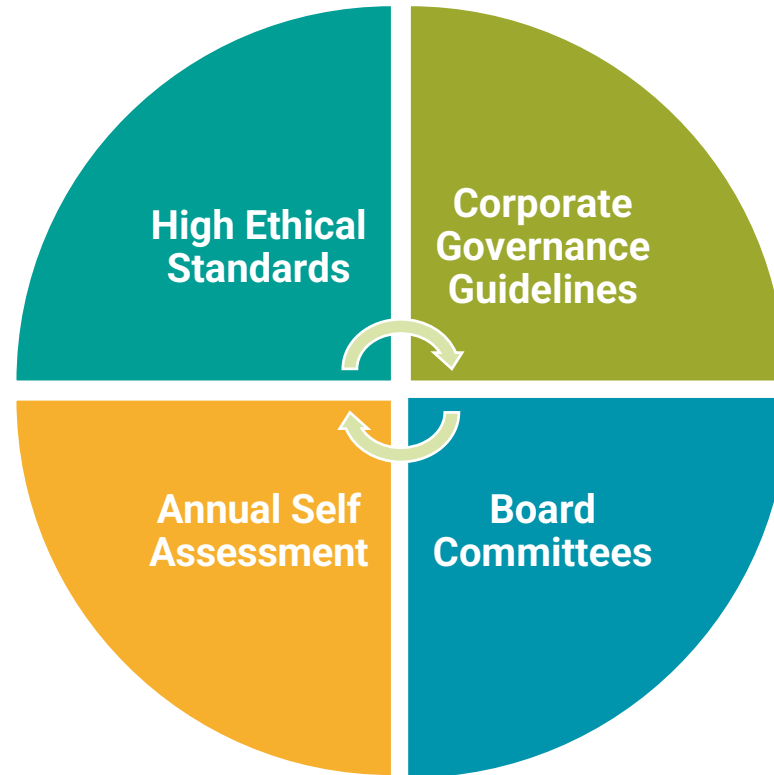 High Ethical
Standards
Corporate
Governance
Guidelines
Annual Self
Assessment
Board
Committees